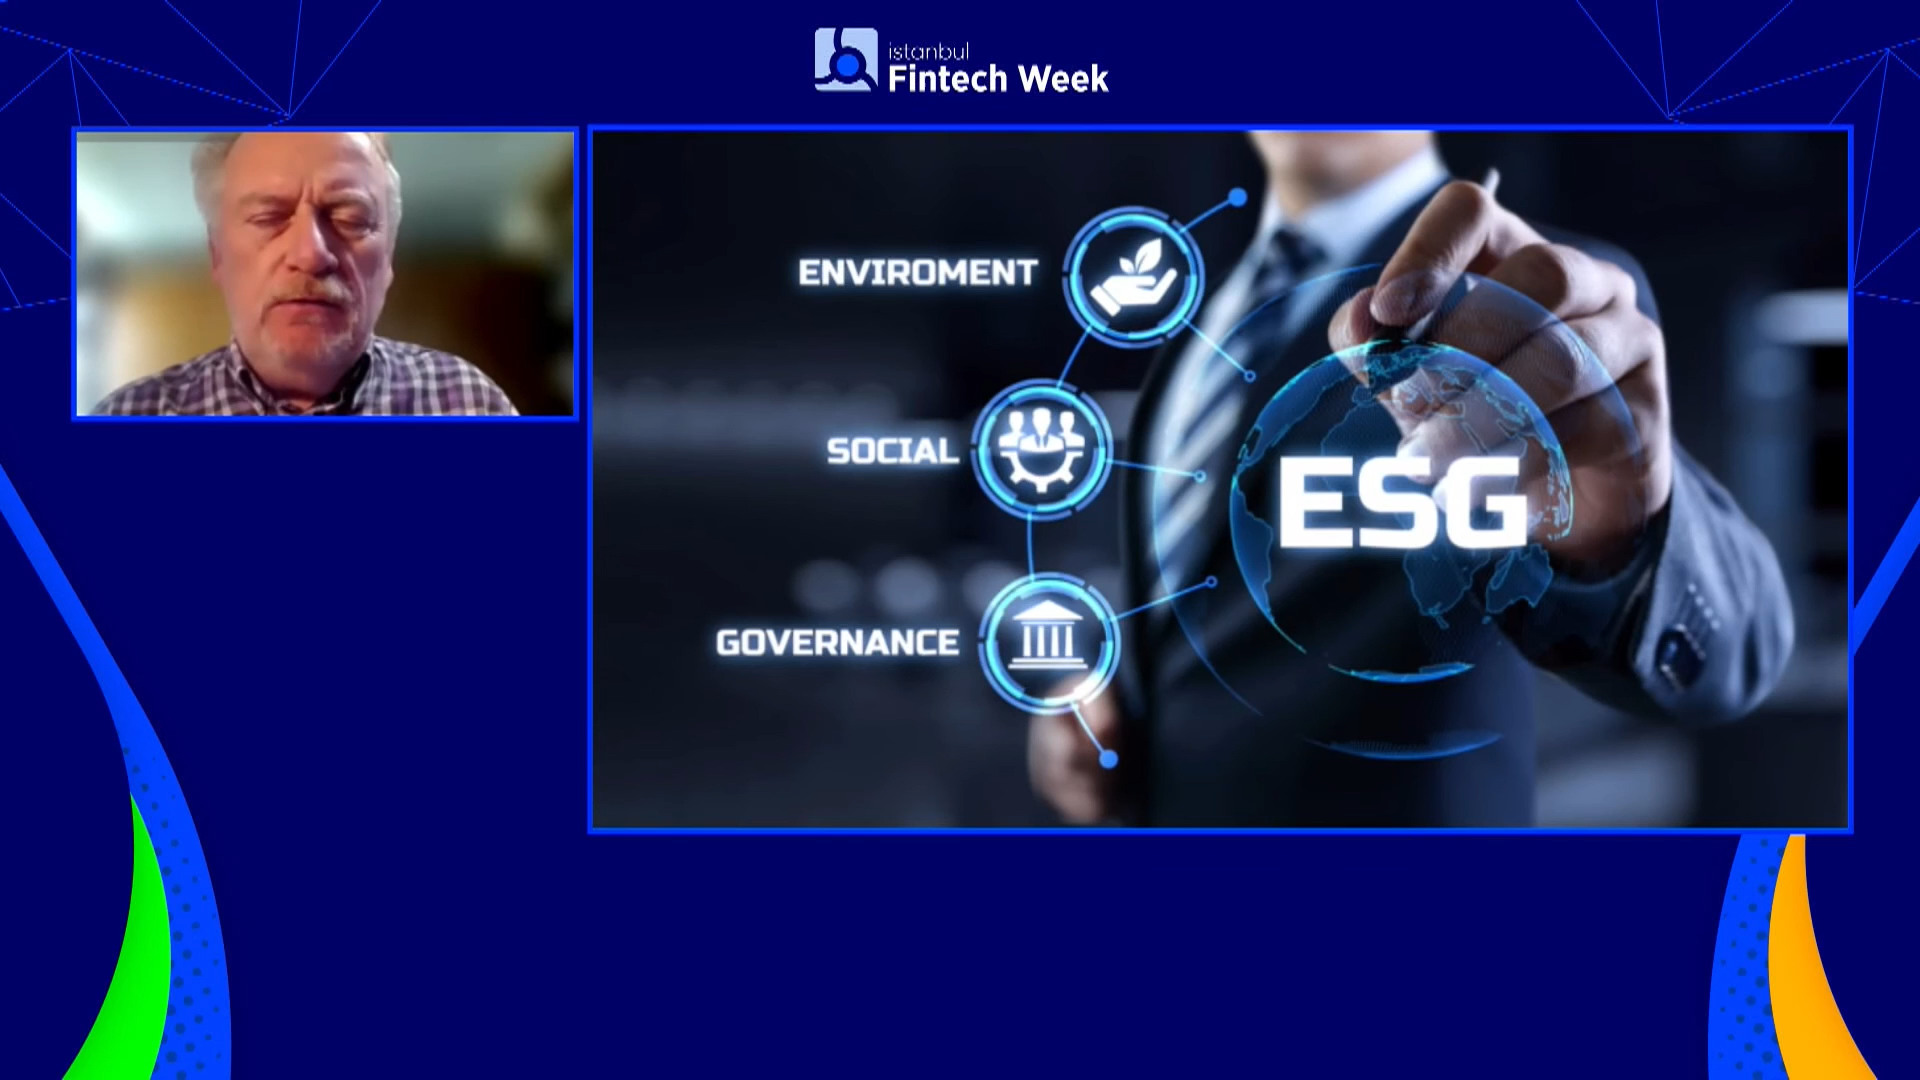 istanbul
Fintech Week
ENVIROMENT
SOCIAL
ESG
GOVERNANCE